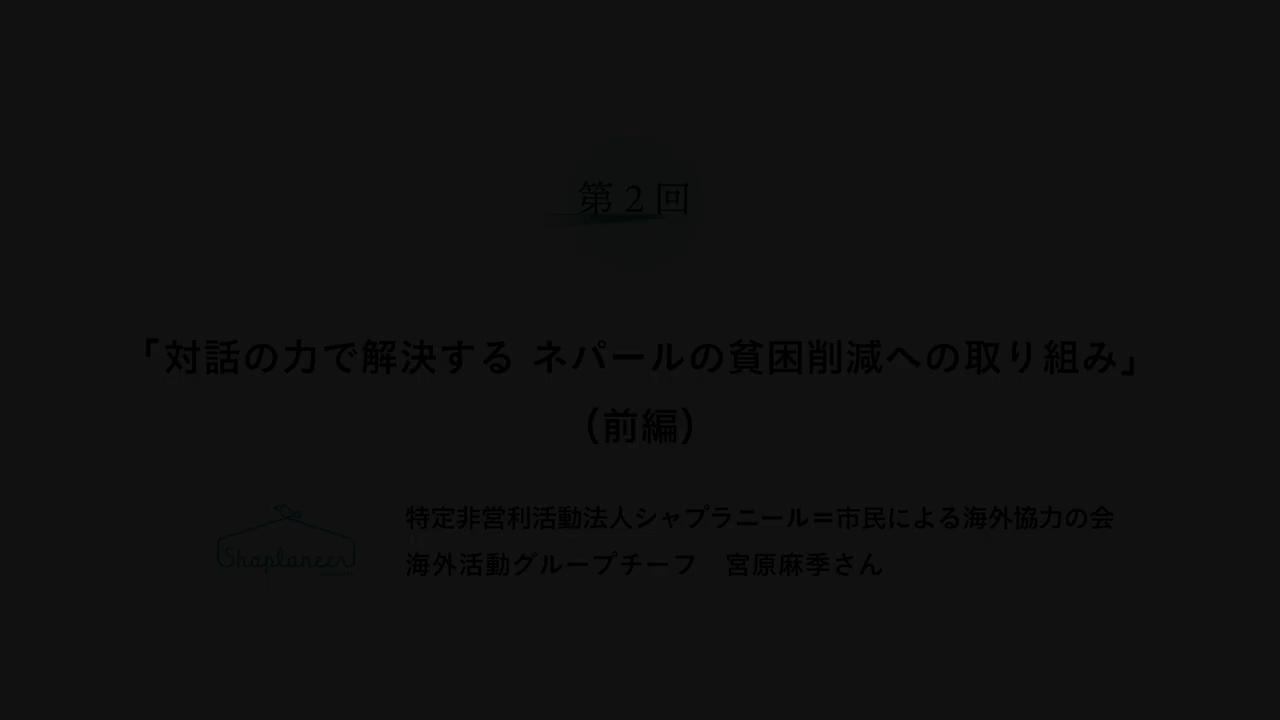 第2回
「対話の力で解決する ネパールの貧困削減への取り組み」
（前編）
Shaplaneer
特定非営利活動法人シャプラニール＝市民による海外協力の会
海外活動グループチーフ　宮原麻季さん